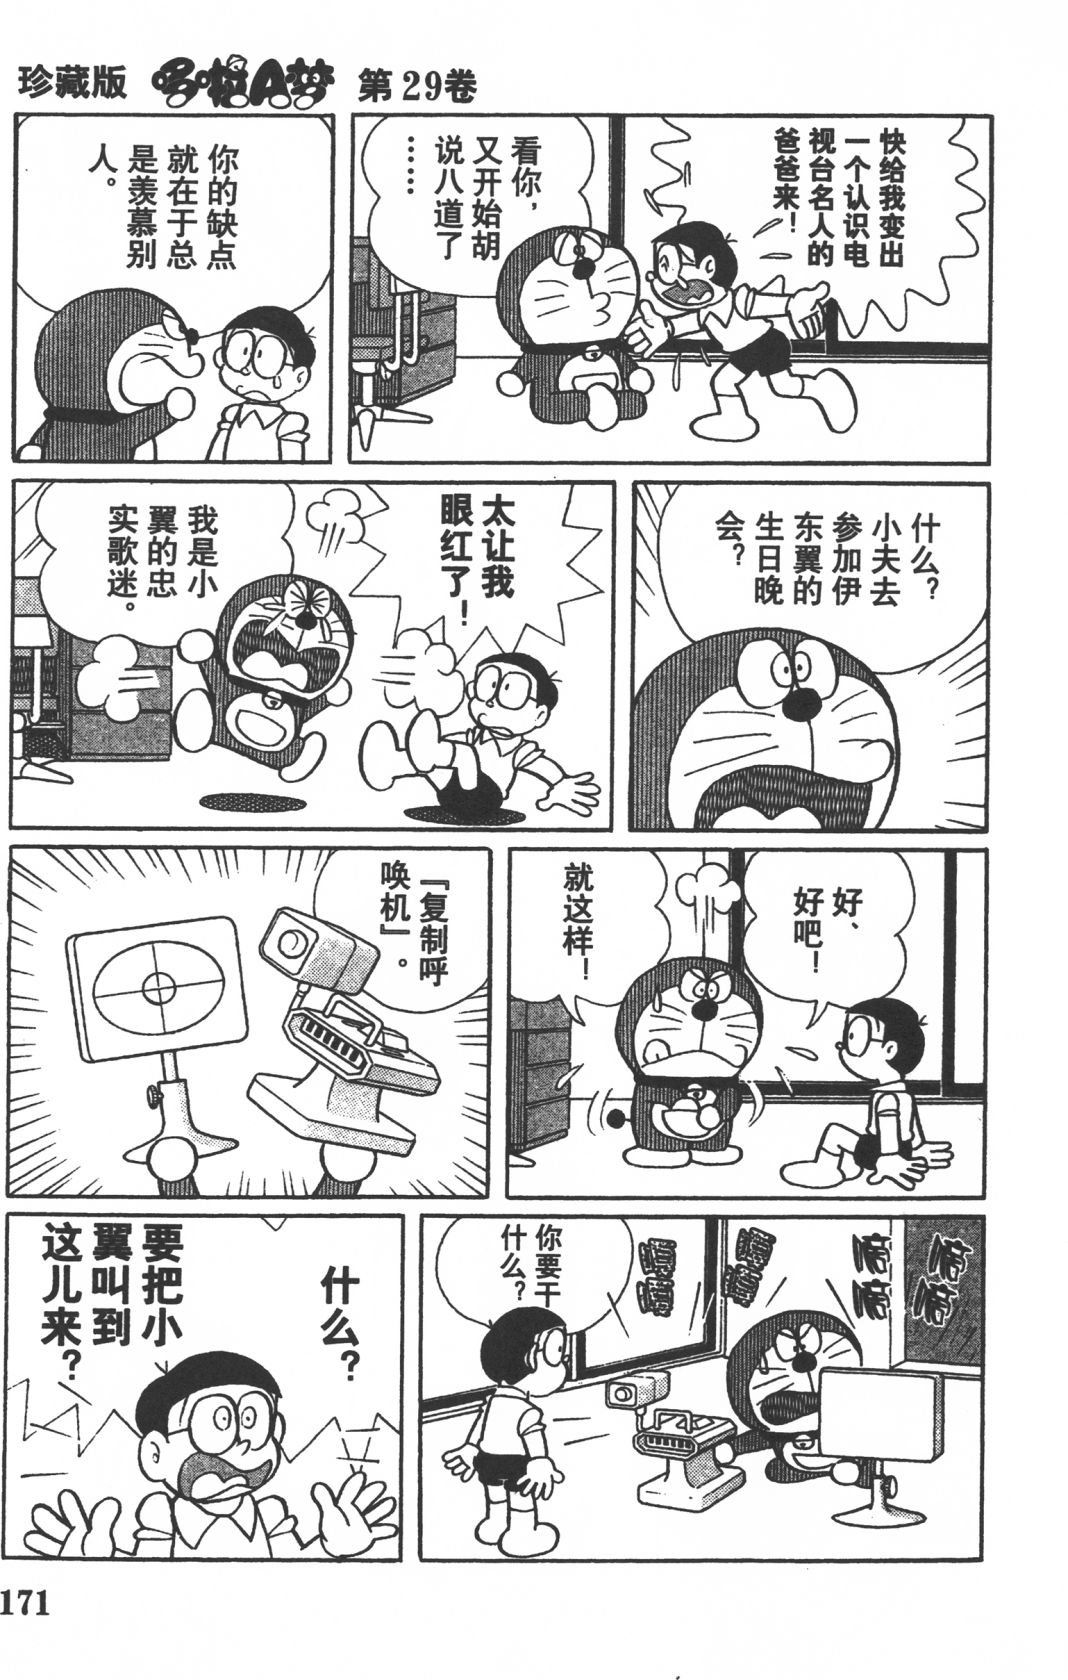 珍藏版 哆啦A梦 第29卷
快给我变出
一个认识电
视台名人的
爸爸来！
看你，
又开始胡
说八道了
……
你的缺点
就在于总
是羡慕别
人。
什么？
小夫去
参加伊
东翼的
生日晚
会？
太让我
眼红了！
我是小
翼的忠
实歌迷。
好、
好吧！
就这样！
『复制呼
唤机』。
嘀嘀
嘀嘀
你要干
什么？
什么？
要把小
翼叫到
这儿来？
171